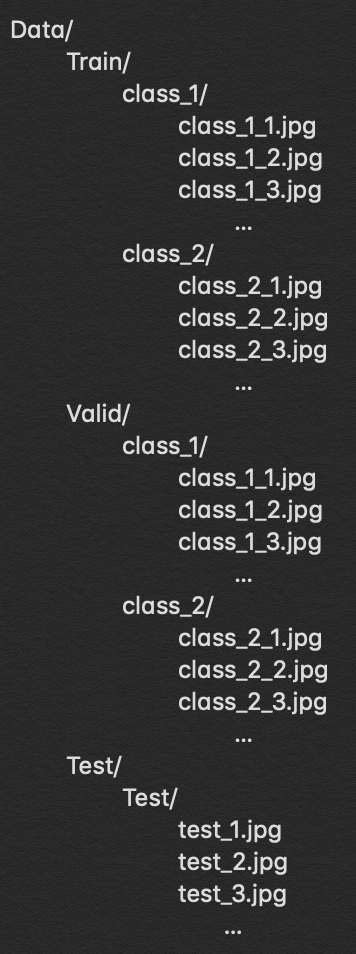 Data/
Train/
class_1/
class_1_1.jpg
class_1_2.jpg
class_1_3.jpg
...
class_2/
class_2_1.jpg
class_2_2.jpg
class_2_3.jpg
...
Valid/
class_1/
class_1_1.jpg
class_1_2.jpg
class_1_3.jpg
...
class_2/
class_2_1.jpg
class_2_2.jpg
class_2_3.jpg
...
Test/
Test/
test_1.jpg
test_2.jpg
test_3.jpg
...